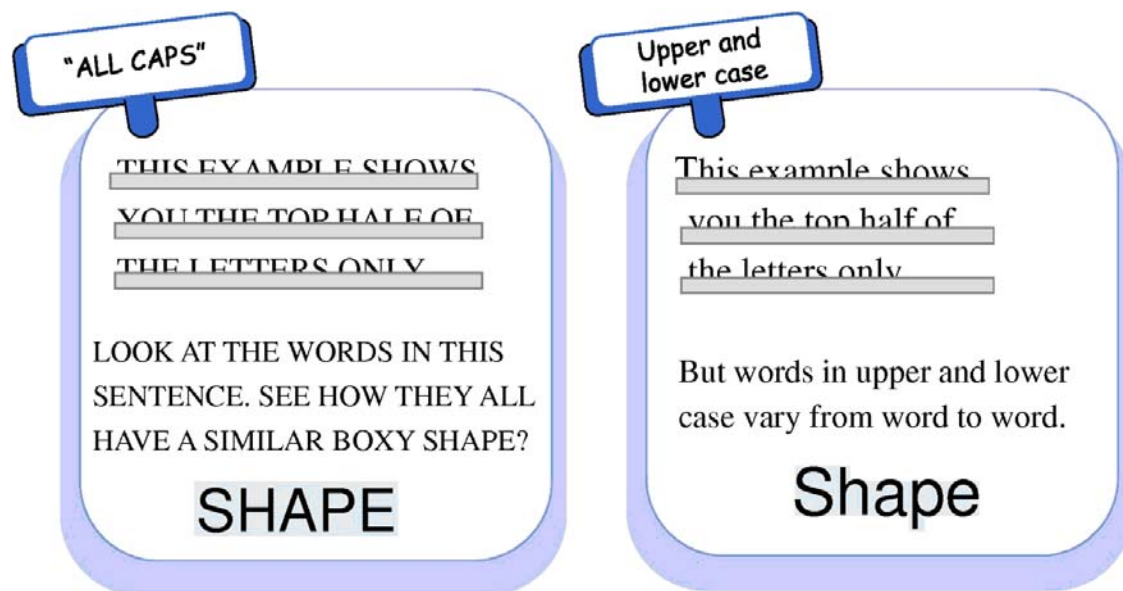 "ALL CAPS"
THIS EXAMPLE SHOWS
YOU THE TOP HALF OF
THE LETTERS ONLY
LOOK AT THE WORDS IN THIS
SENTENCE. SEE HOW THEY ALL
HAVE A SIMILAR BOXY SHAPE?
SHAPE
Upper and
lower case
This example shows
you the top half of
the letters only
But words in upper and lower
case vary from word to word.
Shape